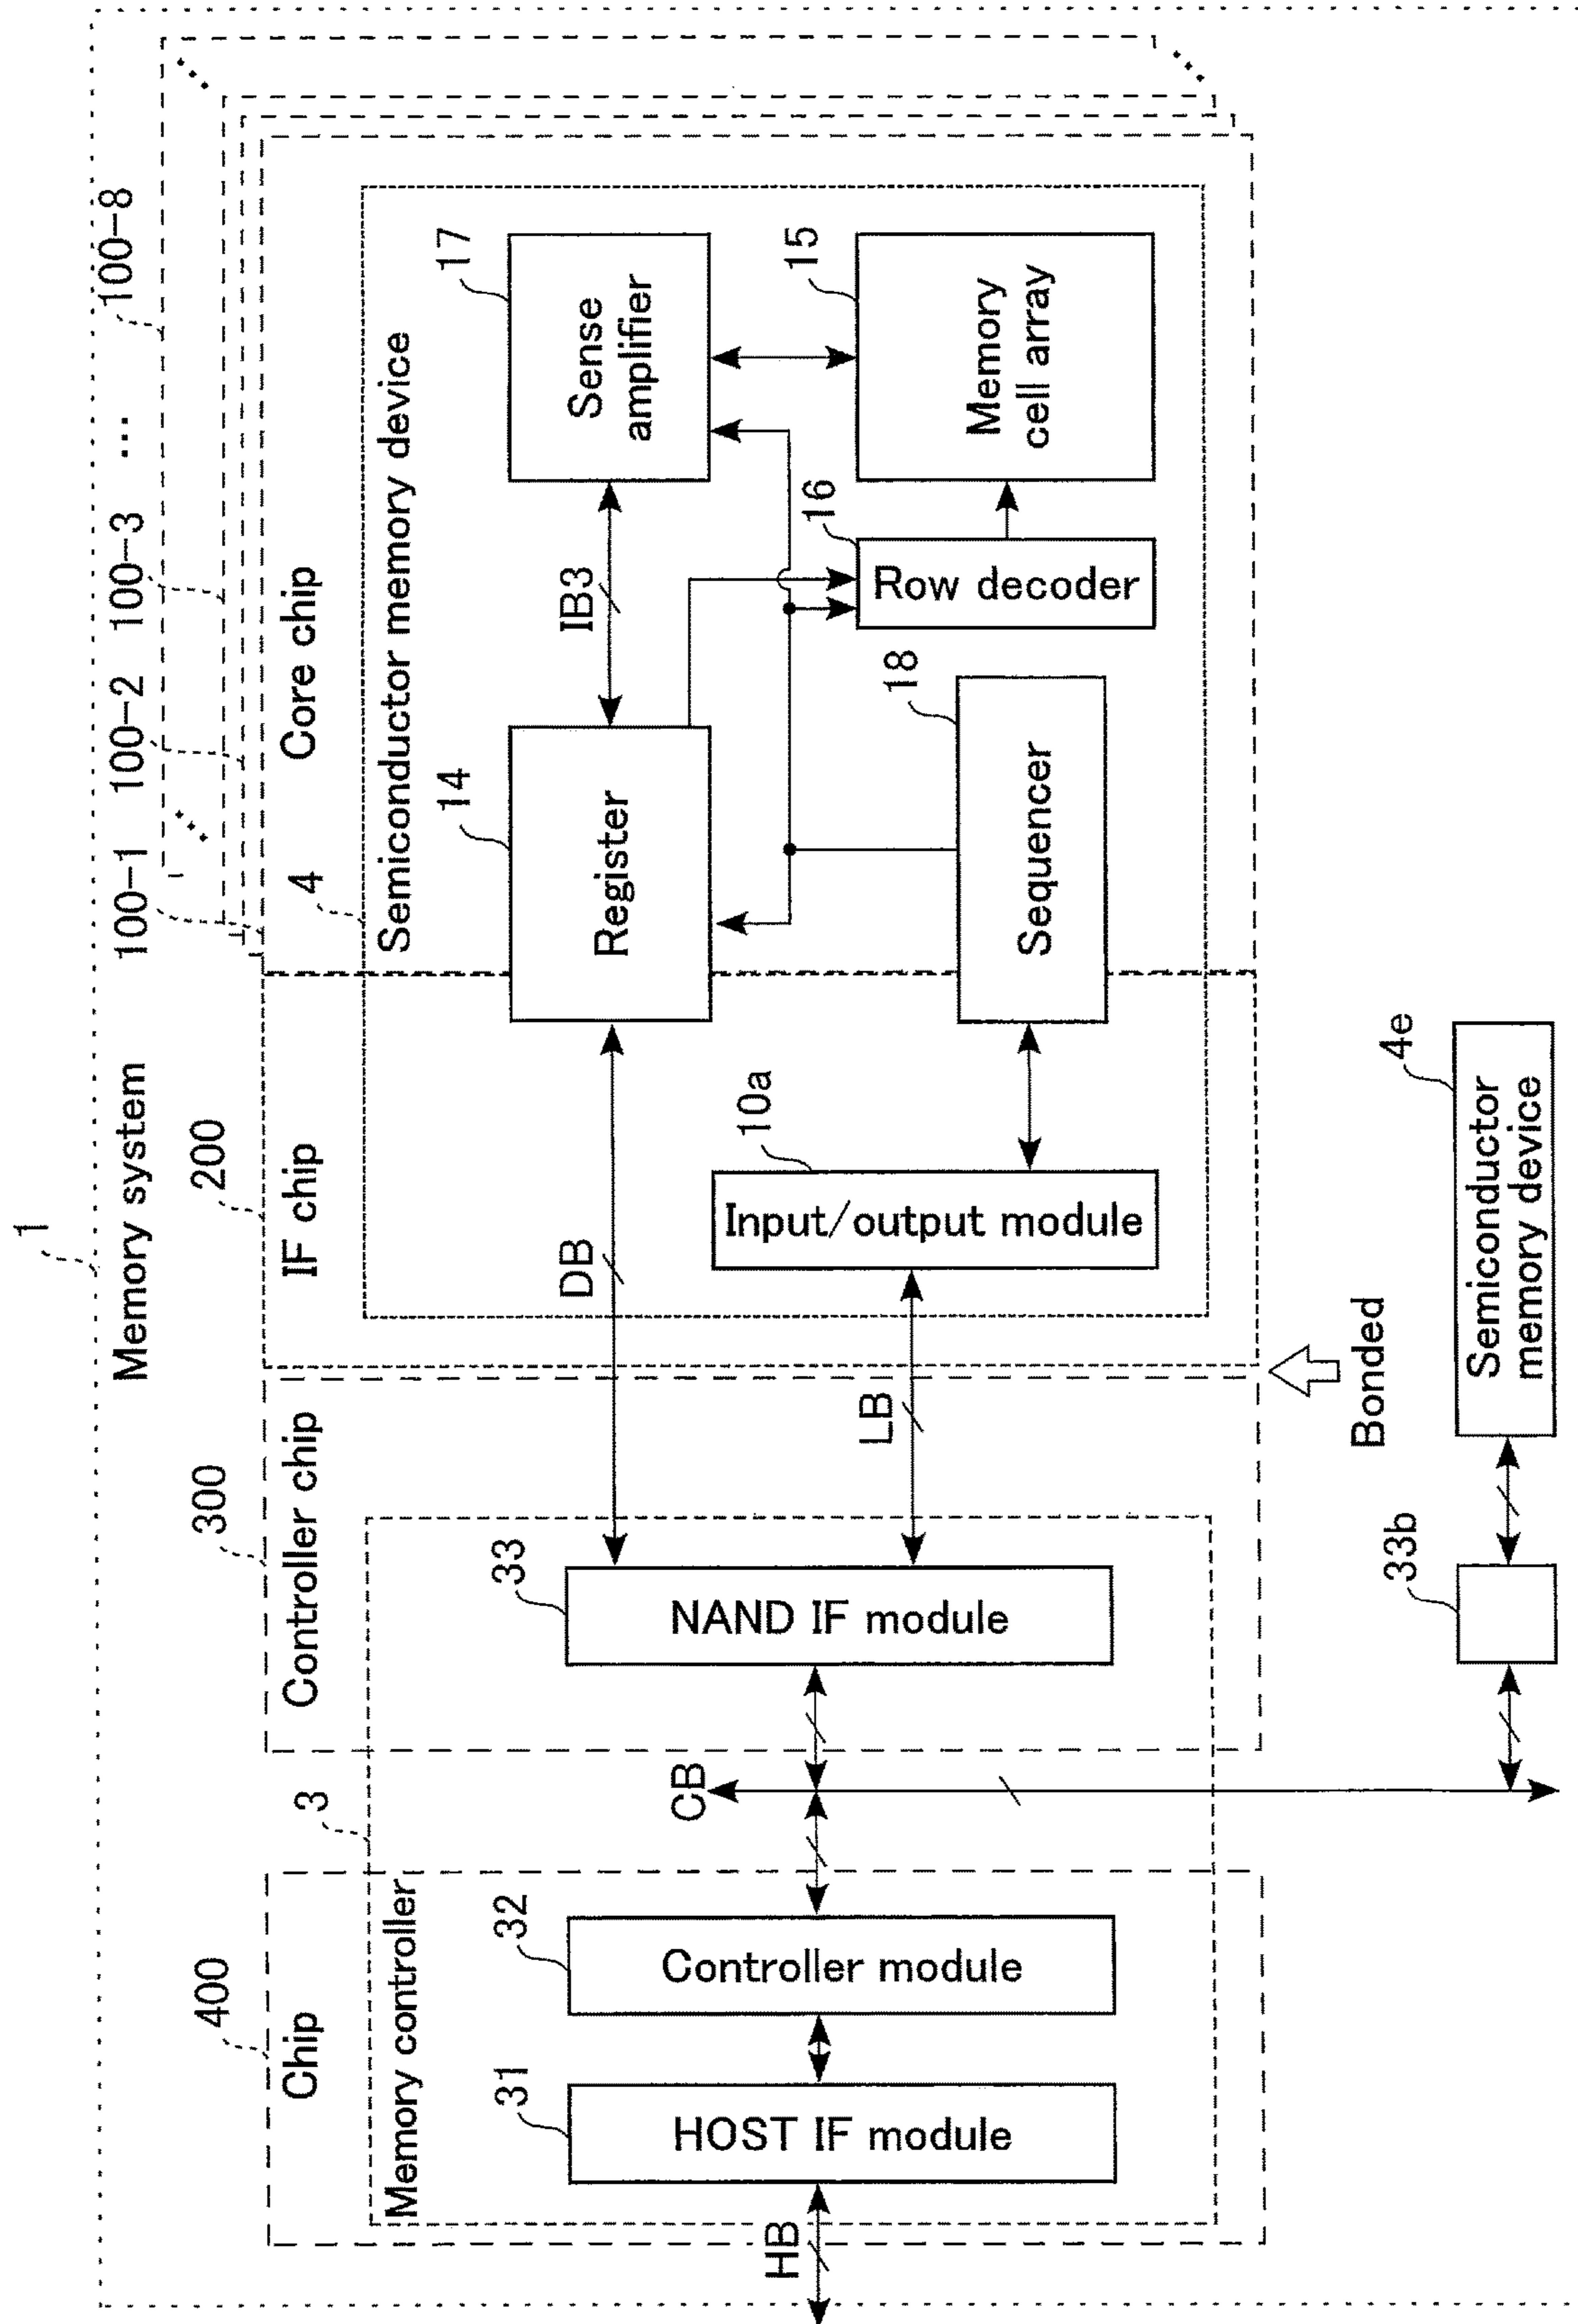 1
Memory system
400
Chip
3
Memory controller
HB
31
HOST IF module
32
Controller module
CB
300
Controller chip
33
NAND IF module
DB
LB
Bonded
33b
4e
Semiconductor
memory device
200
IF chip
10a
Input/output module
100-1
100-2
100-3
...
100-8
Core chip
4
Semiconductor memory device
14
Register
IB3
17
Sense
amplifier
18
Sequencer
16
Row decoder
15
Memory
cell array